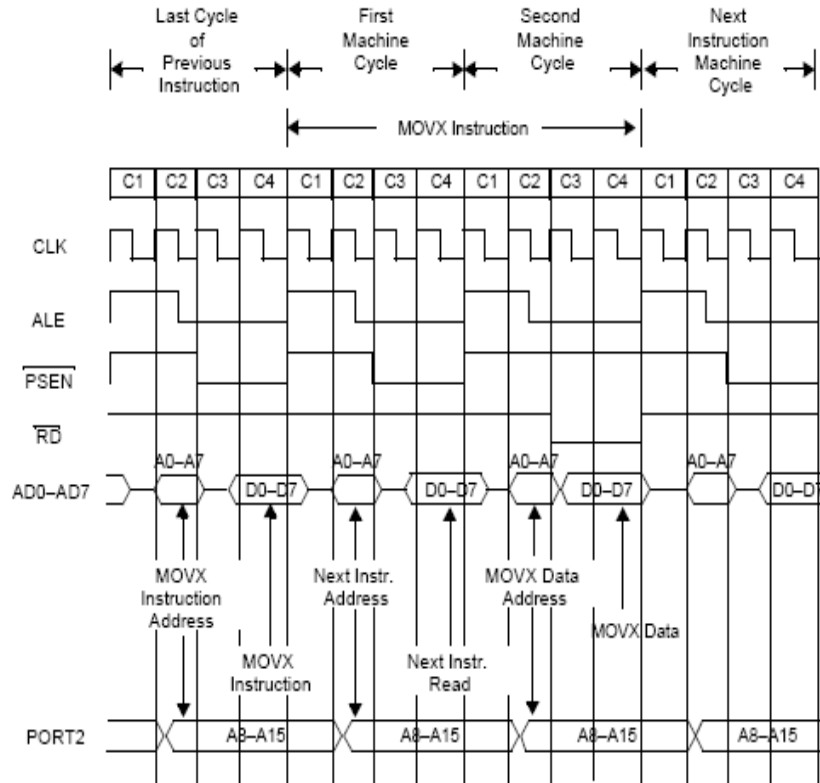 Last Cycle of Previous Instruction
First Machine Cycle
Second Machine Cycle
Next Instruction Machine Cycle
MOVX Instruction
C1 C2 C3 C4 C1 C2 C3 C4 C1 C2 C3 C4 C1 C2 C3 C4
CLK
ALE
PSEN
RD
A0–A7 A0–A7 A0–A7 A0–A7
AD0–AD7 D0–D7 D0–D7 D0–D7 D0–D7
MOVX Instruction Address
Next Instr. Address
MOVX Data Address
MOVX Data
MOVX Instruction
Next Instr. Read
PORT2 A8–A15 A8–A15 A8–A15 A8–A15